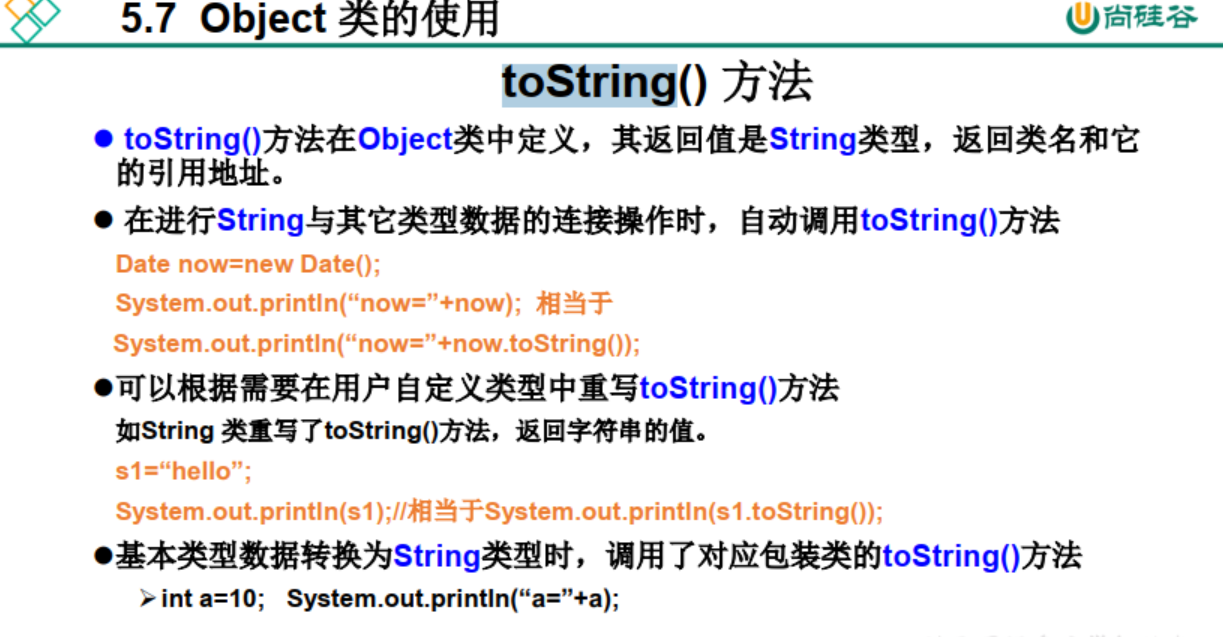 5.7 Object 类的使用
尚硅谷
toString() 方法
● toString()方法在Object类中定义，其返回值是String类型，返回类名和它
的引用地址。
● 在进行String与其它类型数据的连接操作时，自动调用toString()方法
Date now=new Date();
System.out.println(“now=”+now); 相当于
System.out.println(“now=”+now.toString());
●可以根据需要在用户自定义类型中重写toString()方法
如String 类重写了toString()方法，返回字符串的值。
s1=“hello”;
System.out.println(s1);//相当于System.out.println(s1.toString());
●基本类型数据转换为String类型时，调用了对应包装类的toString()方法
➢int a=10; System.out.println(“a=”+a);